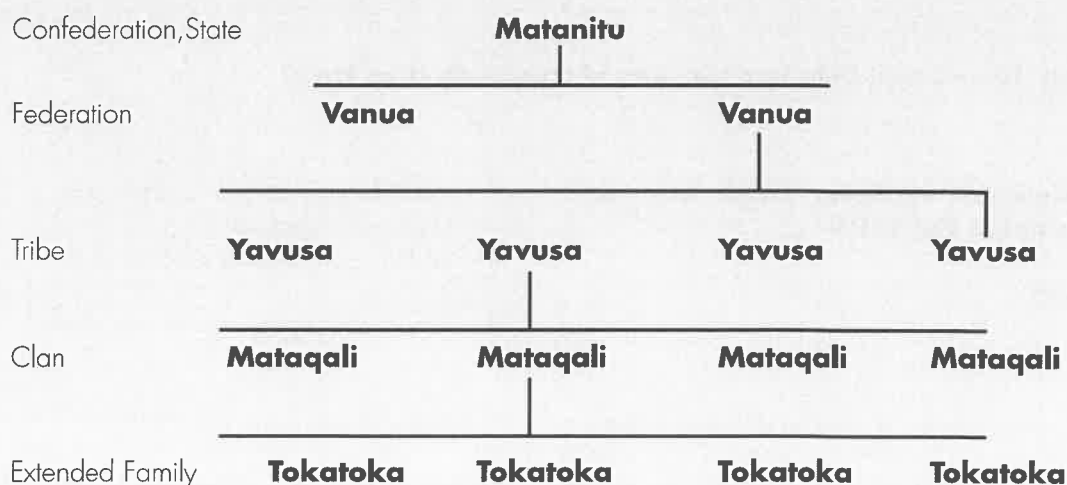 Confederation,State Matanitu
Federation Vanua Vanua
Tribe Yavusa Yavusa Yavusa Yavusa
Clan Mataqali Mataqali Mataqali Mataqali
Extended Family Tokatoka Tokatoka Tokatoka Tokatoka